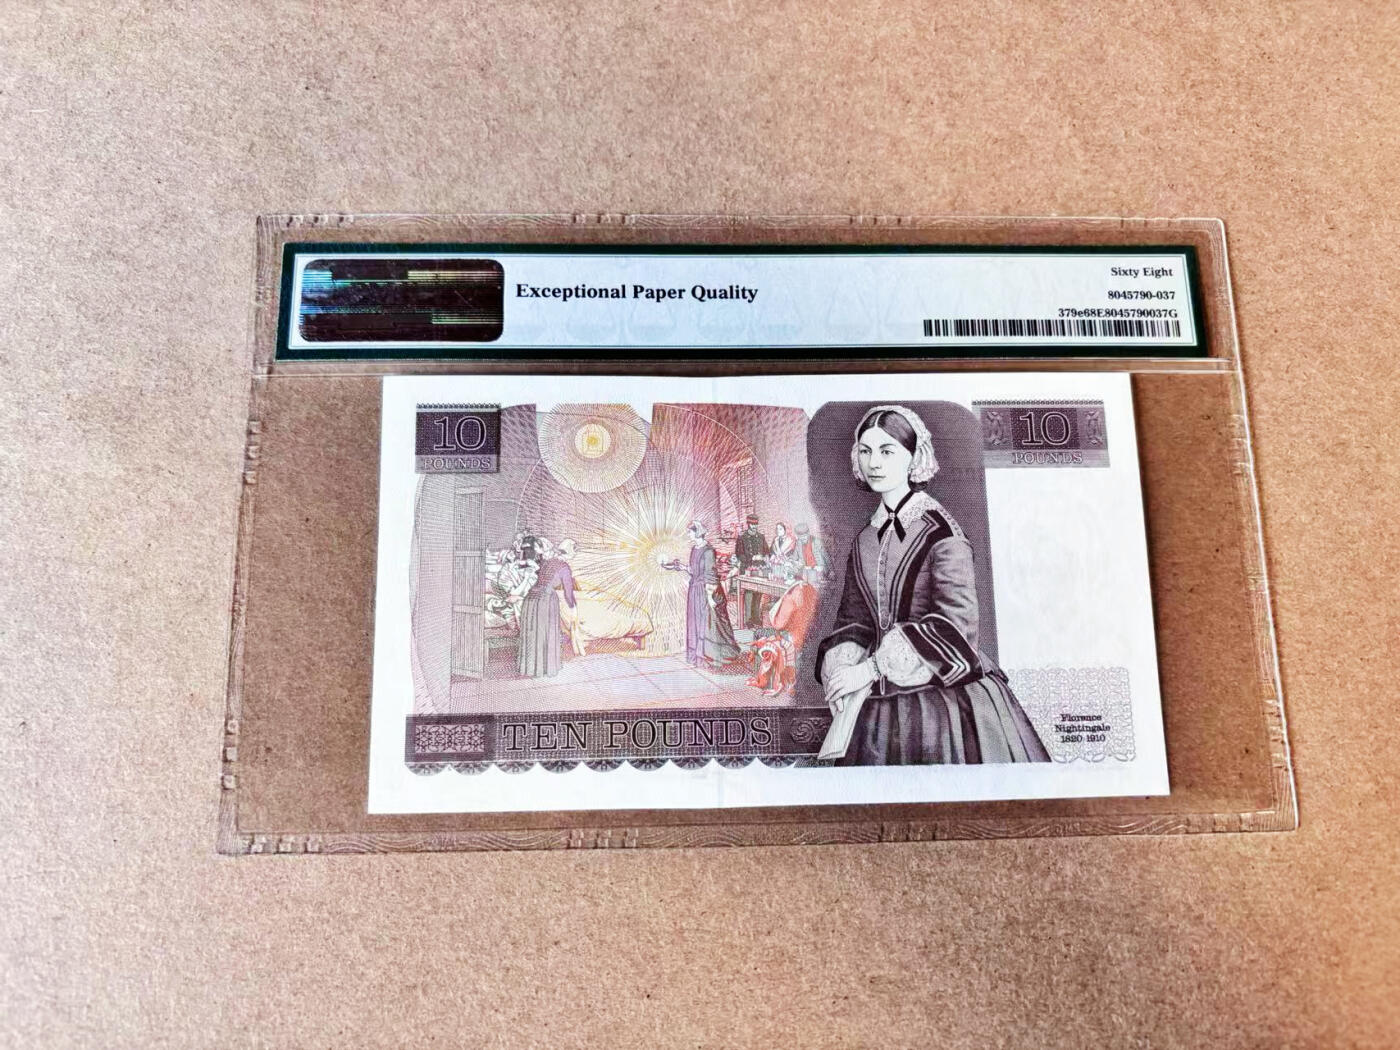 Exceptional Paper Quality
Sixty Eight
8045790-037
379e68E8045790037G
10
POUNDS
10
POUNDS
TEN POUNDS
Florence
Nightingale
1820-1910